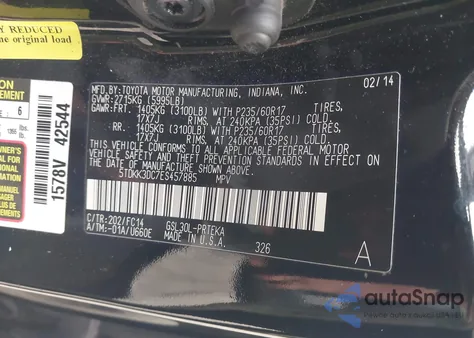 Y REDUCED
e original load
EMENT
6
1578V 42544
MFD. BY: TOYOTA MOTOR MANUFACTURING, INDIANA, INC. 02/14
GVWR: 2715KG (5995LB)
GAWR: FRT. 1405KG (3100LB) WITH P235/60R17 TIRES,
17X7J RIMS, AT 240KPA (35PSI) COLD.
RR. 1405KG (3100LB) WITH P235/60R17 TIRES,
17X7J RIMS, AT 240KPA (35PSI) COLD.
THIS VEHICLE CONFORMS TO ALL APPLICABLE FEDERAL MOTOR
VEHICLE SAFETY AND THEFT PREVENTION STANDARDS IN
EFFECT ON THE DATE OF MANUFACTURE SHOWN ABOVE.
5TDKK3DC7ES457885 MPV
C/TR: 202/FC14 GSL30L-PRTEKA
A/TM: -01A/U660E MADE IN U.S.A. 326 A
autoSnap